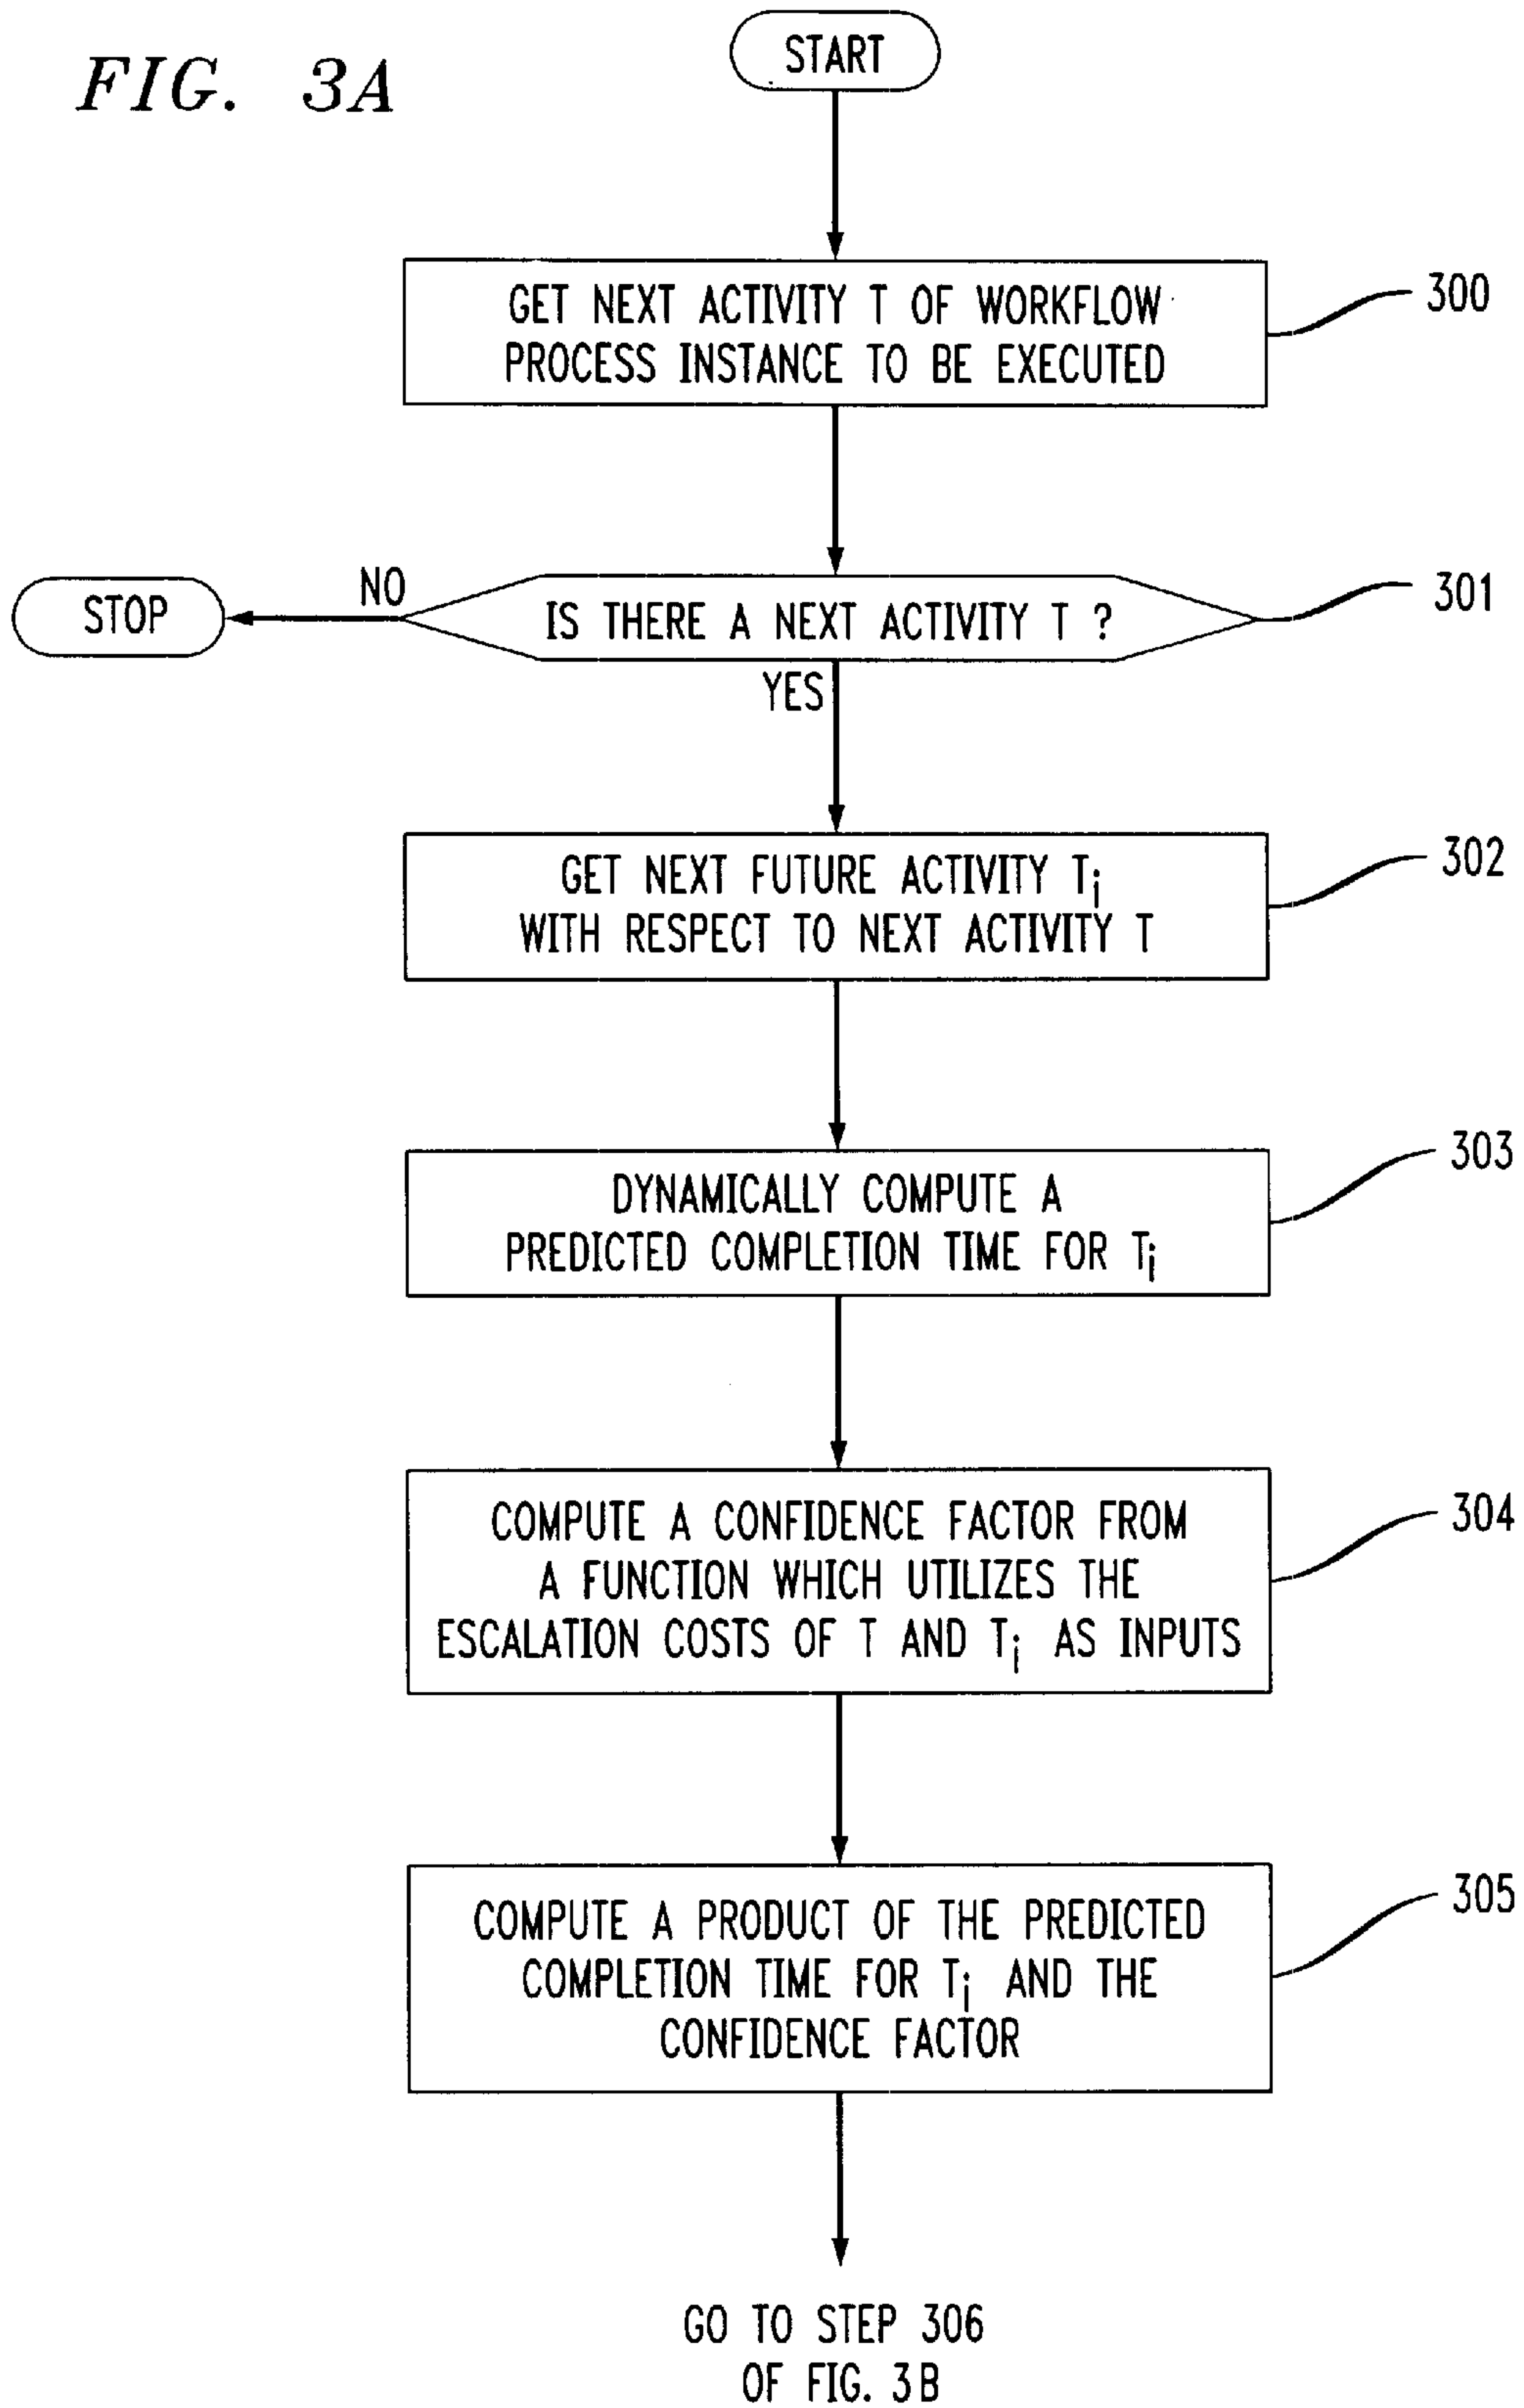 FIG. 3A
START
GET NEXT ACTIVITY T OF WORKFLOW
PROCESS INSTANCE TO BE EXECUTED
300
IS THERE A NEXT ACTIVITY T ?
301
NO
STOP
YES
GET NEXT FUTURE ACTIVITY Ti
WITH RESPECT TO NEXT ACTIVITY T
302
DYNAMICALLY COMPUTE A
PREDICTED COMPLETION TIME FOR Ti
303
COMPUTE A CONFIDENCE FACTOR FROM
A FUNCTION WHICH UTILIZES THE
ESCALATION COSTS OF T AND Ti AS INPUTS
304
COMPUTE A PRODUCT OF THE PREDICTED
COMPLETION TIME FOR Ti AND THE
CONFIDENCE FACTOR
305
GO TO STEP 306
OF FIG. 3B